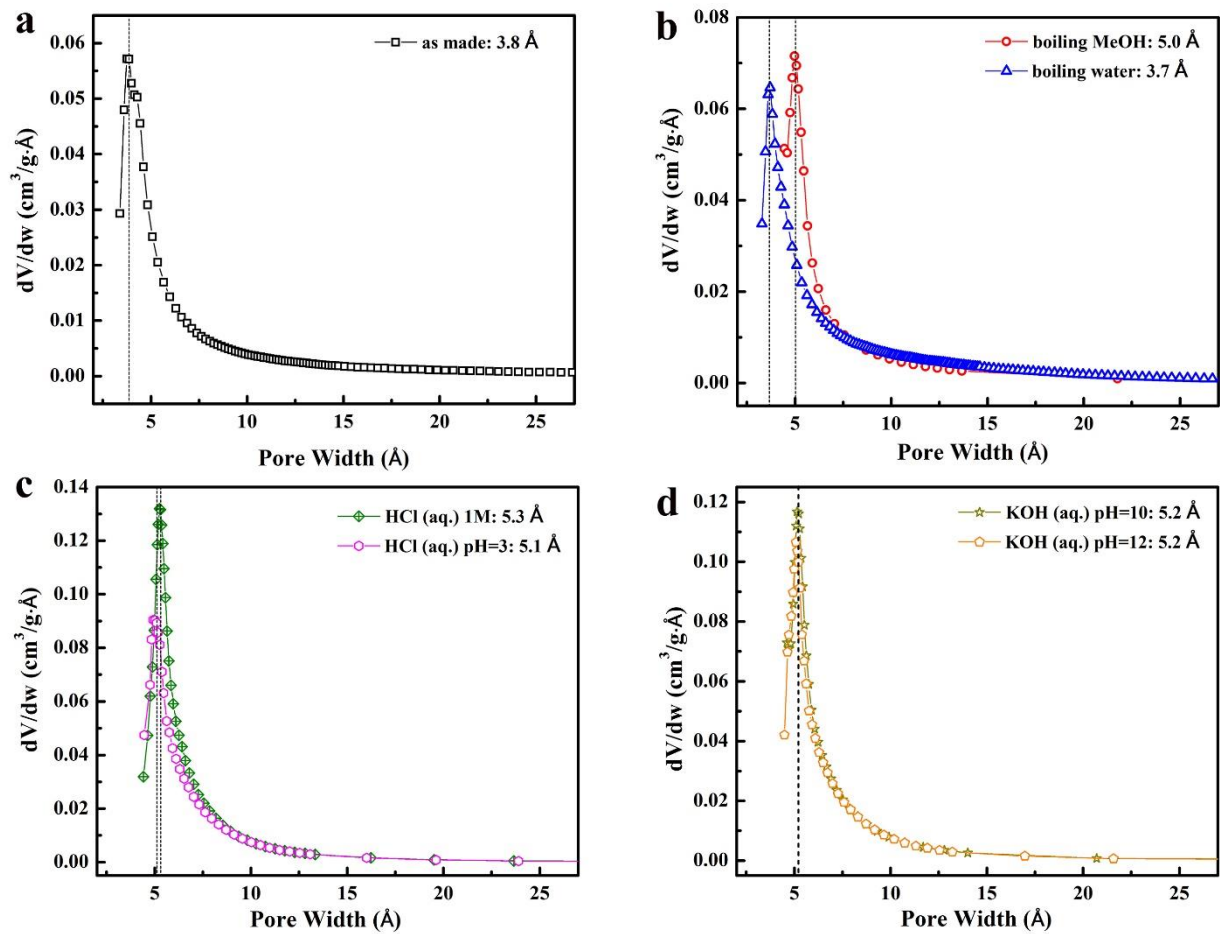 a
as made: 3.8 Å
0.06
0.05
0.04
0.03
0.02
0.01
0.00
dV/dw (cm³/g·Å)
5 10 15 20 25
Pore Width (Å)
b
boiling MeOH: 5.0 Å
boiling water: 3.7 Å
0.08
0.06
0.04
0.02
0.00
dV/dw (cm³/g·Å)
5 10 15 20 25
Pore Width (Å)
c
HCl (aq.) 1M: 5.3 Å
HCl (aq.) pH=3: 5.1 Å
0.14
0.12
0.10
0.08
0.06
0.04
0.02
0.00
dV/dw (cm³/g·Å)
5 10 15 20 25
Pore Width (Å)
d
KOH (aq.) pH=10: 5.2 Å
KOH (aq.) pH=12: 5.2 Å
0.12
0.10
0.08
0.06
0.04
0.02
0.00
dV/dw (cm³/g·Å)
5 10 15 20 25
Pore Width (Å)